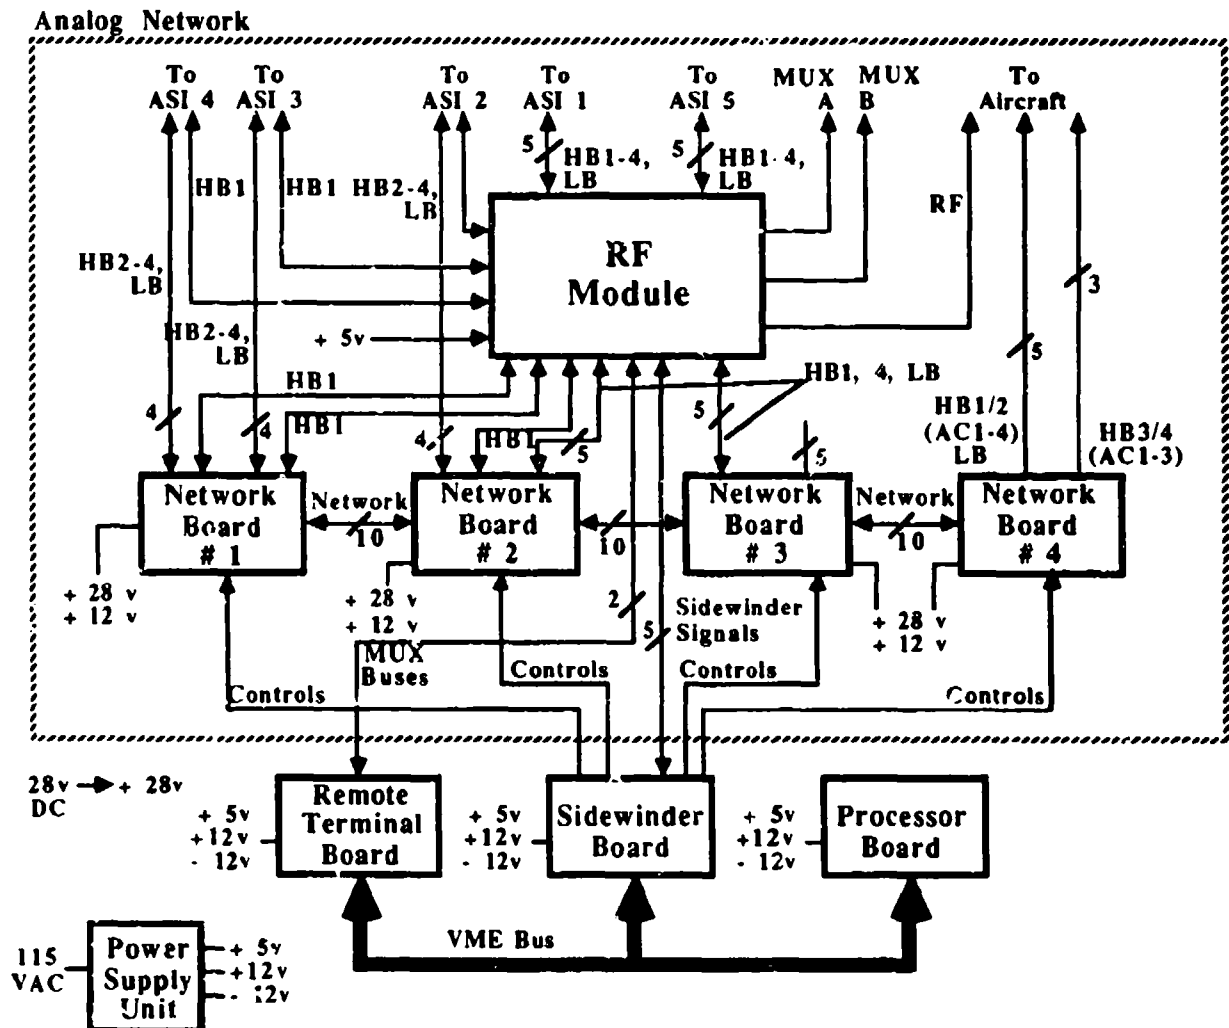 Analog Network
To
ASI 4
To
ASI 3
To
ASI 2
To
ASI 1
To
ASI 5
MUX
A
MUX
B
To
Aircraft
5
HB1-4,
LB
5
HB1-4,
LB
HB1
HB1
HB2-4,
LB
RF
RF
Module
HB2-4,
LB
HB2-4,
LB
+ 5v
3
5
HB1
HB1, 4, LB
4
4
HB1
4
HB1
5
5
5
HB1/2
(AC1-4)
LB
HB3/4
(AC1-3)
Network
Board
# 1
Network
10
Network
Board
# 2
10
Network
Board
# 3
Network
10
Network
Board
# 4
+ 28 v
+ 12 v
+ 28 v
+ 12 v
MUX
Buses
2
5
Sidewinder
Signals
+ 28 v
+ 12 v
Controls
Controls
Controls
Controls
28v
DC
+ 28v
+ 5v
+12v
- 12v
Remote
Terminal
Board
+ 5v
+12v
- 12v
Sidewinder
Board
+ 5v
+12v
- 12v
Processor
Board
VME Bus
115
VAC
Power
Supply
Unit
+ 5v
+12v
- 12v